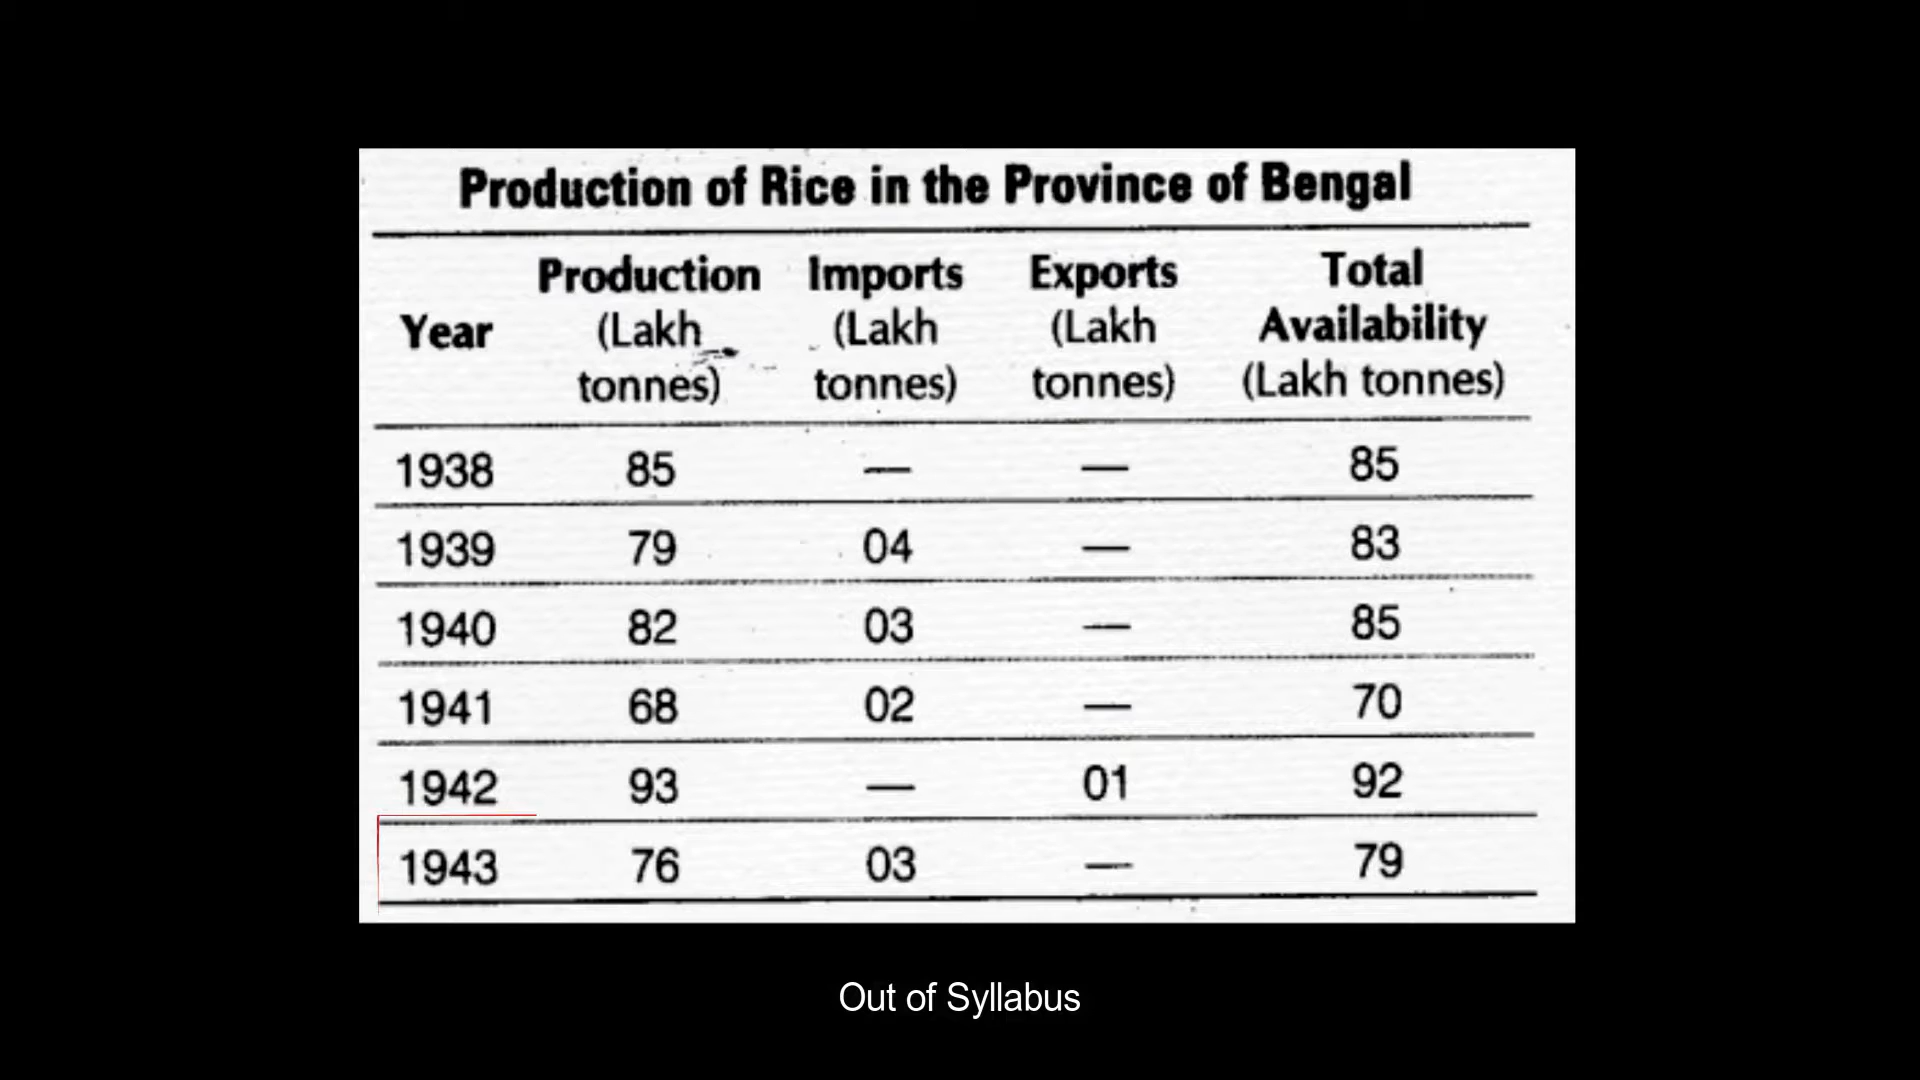 Production of Rice in the Province of Bengal
Year Production (Lakh tonnes) Imports (Lakh tonnes) Exports (Lakh tonnes) Total Availability (Lakh tonnes)
1938 85 — — 85
1939 79 04 — 83
1940 82 03 — 85
1941 68 02 — 70
1942 93 — 01 92
1943 76 03 — 79
Out of Syllabus